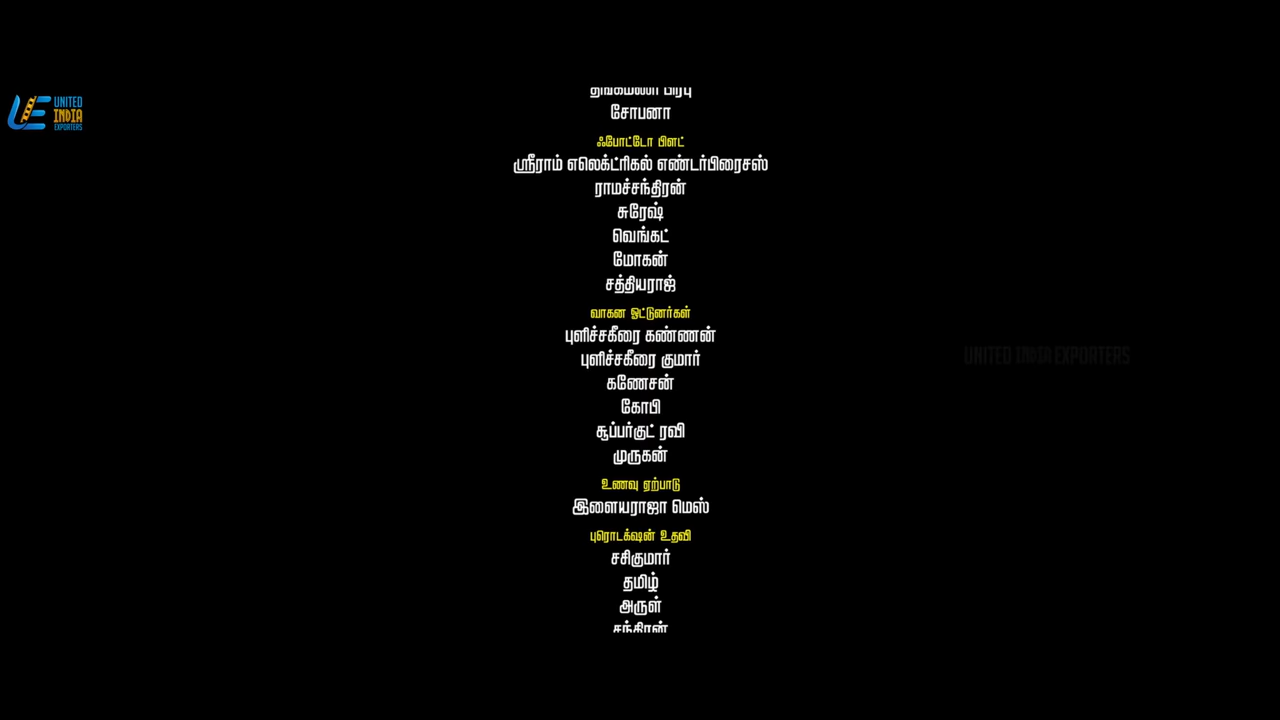 UNITED
INDIA
EXPORTERS
சோபனா
ஃபோட்டோ பிளட்
ஸ்ரீராம் எலெக்ட்ரிகல் எண்டர்பிரைசஸ்
ராமச்சந்திரன்
சுரேஷ்
வெங்கட்
மோகன்
சத்தியராஜ்
வாகன ஓட்டுனர்கள்
புளிச்சகீரை கண்ணன்
புளிச்சகீரை குமார்
கணேசன்
கோபி
சூப்பர்குட் ரவி
முருகன்
உணவு ஏற்பாடு
இளையராஜா மெஸ்
புரொடக்‌ஷன் உதவி
சசிகுமார்
தமிழ்
அருள்
சந்திரன்
UNITED INDIA EXPORTERS